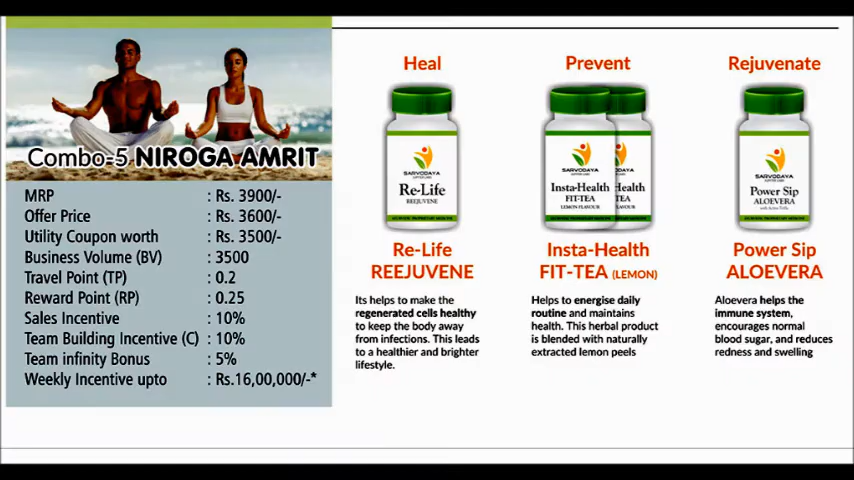 Combo-5 NIROGA AMRIT
MRP : Rs. 3900/-
Offer Price : Rs. 3600/-
Utility Coupon worth : Rs. 3500/-
Business Volume (BV) : 3500
Travel Point (TP) : 0.2
Reward Point (RP) : 0.25
Sales Incentive : 10%
Team Building Incentive (C) : 10%
Team infinity Bonus : 5%
Weekly Incentive upto : Rs.16,00,000/-*
Heal
SARVODAYA
Re-Life
REEJUVENE
Re-Life
REEJUVENE
Its helps to make the
regenerated cells healthy
to keep the body away
from infections. This leads
to a healthier and brighter
lifestyle.
Prevent
SARVODAYA
Insta-Health
FIT-TEA
LEMON FLAVOUR
Health
TEA
AVOUR
Insta-Health
FIT-TEA (LEMON)
Helps to energise daily
routine and maintains
health. This herbal product
is blended with naturally
extracted lemon peels
Rejuvenate
SARVODAYA
Power Sip
ALOEVERA
Power Sip
ALOEVERA
Aloevera helps the
immune system,
encourages normal
blood sugar, and reduces
redness and swelling